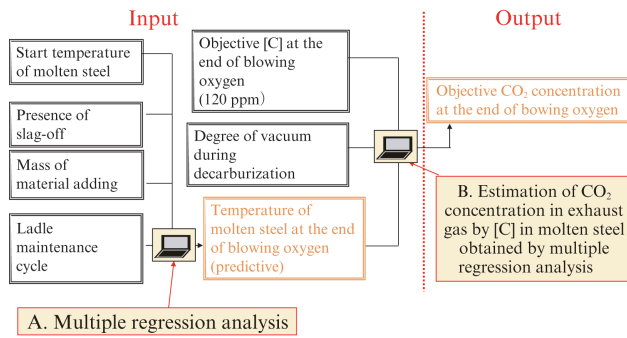 Input
Output
Start temperature
of molten steel
Presence of
slag-off
Mass of
material adding
Ladle
maintenance
cycle
Objective [C] at the
end of blowing
oxygen
(120 ppm)
Degree of vacuum
during
decarburization
Temperature of
molten steel at the end
of blowing oxygen
(predictive)
Objective CO₂ concentration
at the end of bowing oxygen
B. Estimation of CO₂
concentration in exhaust
gas by [C] in molten steel
obtained by multiple
regression analysis
A. Multiple regression analysis